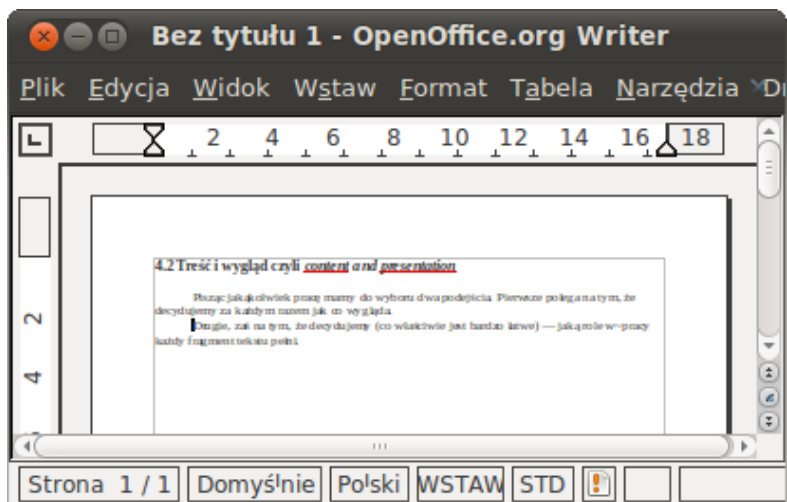 Bez tytułu 1 - OpenOffice.org Writer
Plik Edycja Widok Wstaw Format Tabela Narzędzia
2 4 6 8 10 12 14 16 18
4.2 Treść i wygląd czyli content and presentation
Pisząc jakąkolwiek pracę mamy do wyboru dwa podejścia. Pierwsze polega na tym, że
decydujemy za każdym razem jak co wygląda.
2
Drugie, zaś na tym, że decydujemy (co właściwie jest bardzo łatwe) — jaką role w~pracy
każdy fragment tekstu pełni.
4
Strona 1 / 1 Domyślnie Polski WSTAW STD